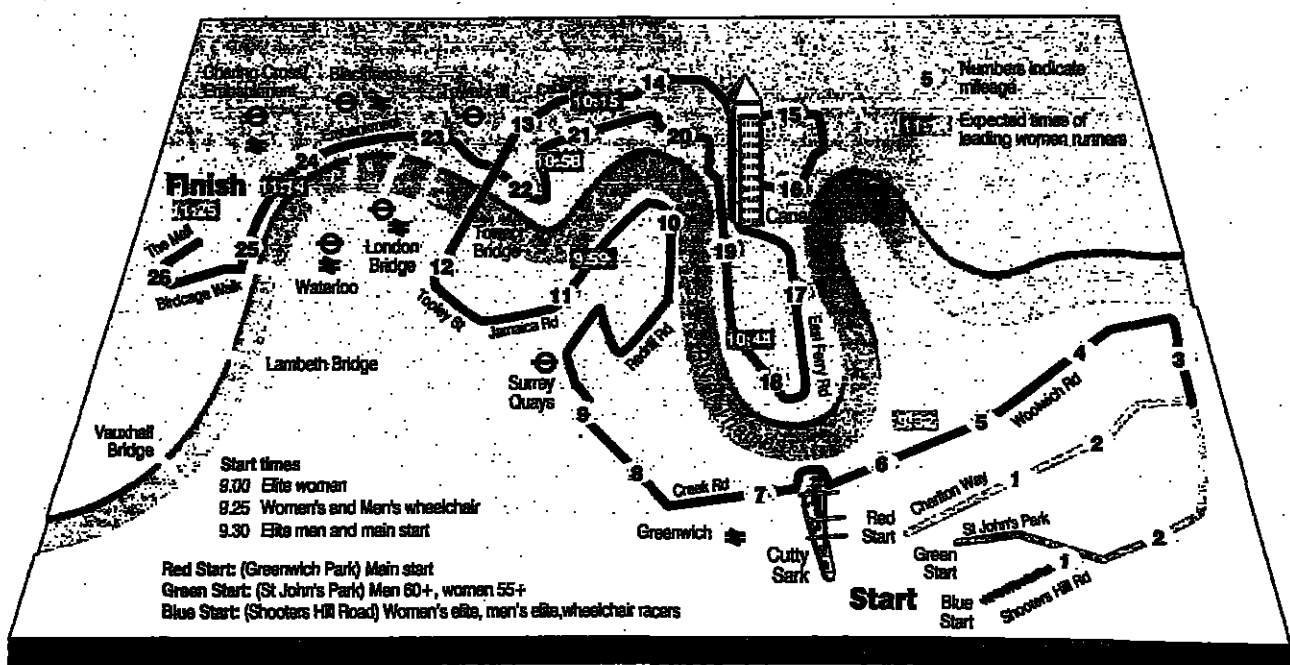 14
15
5
Numbers indicate
mileage
Expected times of
leading women runners
Blackfriars
Charing Cross/
Embankment
10:15
13
21
20
23
24
10:58
22
16
Finish
The Mall
26
25
Birdcage Walk
Waterloo
London
Bridge
Tower
Bridge
12
Tooley St
Jamaica Rd
11
9:59
10
19
17
Redriff Rd
East Ferry Rd
18
Surrey
Quays
9
8
Lambeth Bridge
Vauxhall
Bridge
3
4
Woolwich Rd
5
6
7
Creek Rd
Charlton Way
1
2
Start times
9.00 Elite women
9.25 Women's and Men's wheelchair
9.30 Elite men and main start
Greenwich
Cutty
Sark
Red
Start
St John's Park
Green
Start
2
1
Shooters Hill Rd
Blue
Start
Start
Red Start: (Greenwich Park) Main start
Green Start: (St John's Park) Men 60+, women 55+
Blue Start: (Shooters Hill Road) Women's elite, men's elite,wheelchair racers